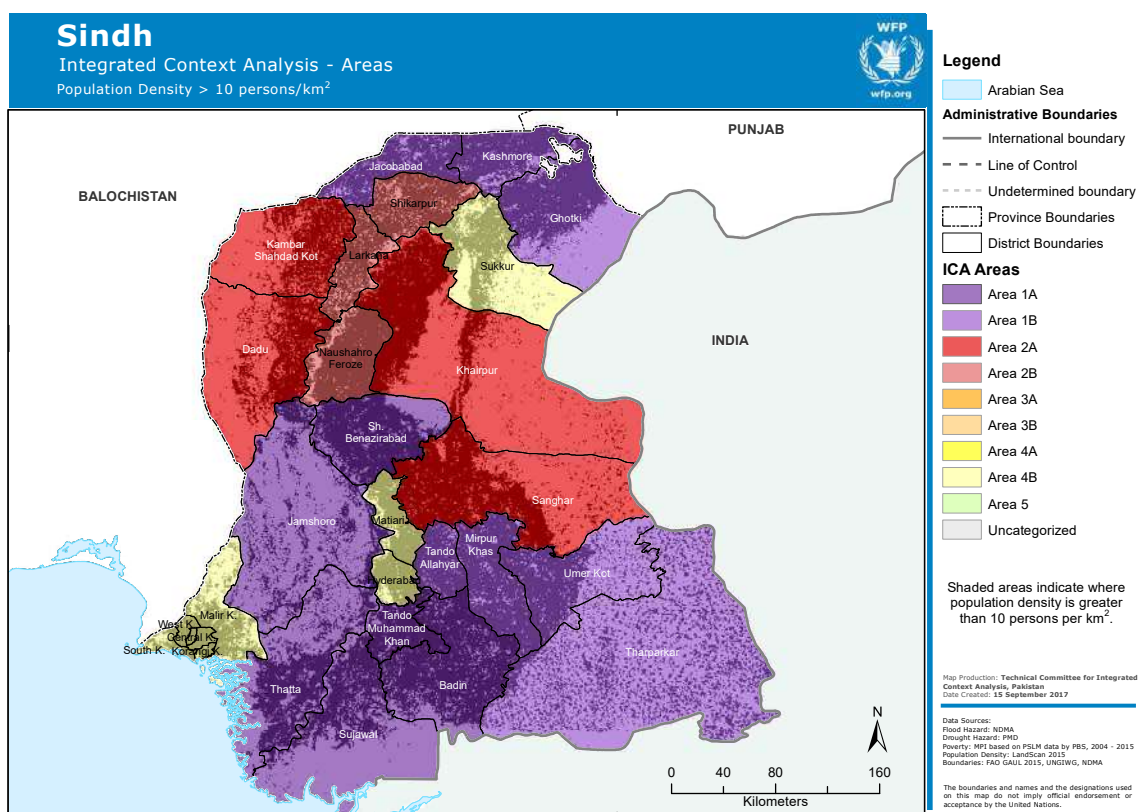 Sindh
Integrated Context Analysis - Areas
Population Density > 10 persons/km²
WFP
wfp.org
PUNJAB
BALOCHISTAN
INDIA
Kashmore
Jacobabad
Shikarpur
Ghotki
Kambar
Shahdad Kot
Larkana
Sukkur
Dadu
Naushahro
Feroze
Khairpur
Sh.
Benazirabad
Sanghar
Jamshoro
Matiari
Mirpur
Khas
Tando
Allahyar
Umer Kot
Hyderabad
Malir K.
West K.
Central K.
South K.
Korangi K.
Tando
Muhammad
Khan
Tharparkar
Thatta
Badin
Sujawal
N
0 40 80 160
Kilometers
Legend
Arabian Sea
Administrative Boundaries
International boundary
Line of Control
Undetermined boundary
Province Boundaries
District Boundaries
ICA Areas
Area 1A
Area 1B
Area 2A
Area 2B
Area 3A
Area 3B
Area 4A
Area 4B
Area 5
Uncategorized
Shaded areas indicate where
population density is greater
than 10 persons per km².
Map Production: Technical Committee for Integrated
Context Analysis, Pakistan
Date Created: 15 September 2017
Data Sources:
Flood Hazard: NDMA
Drought Hazard: PMD
Poverty: MPI based on PSLM data by PBS, 2004 - 2015
Population Density: LandScan 2015
Boundaries: FAO GAUL 2015, UNGIWG, NDMA
The boundaries and names and the designations used
on this map do not imply official endorsement or
acceptance by the United Nations.